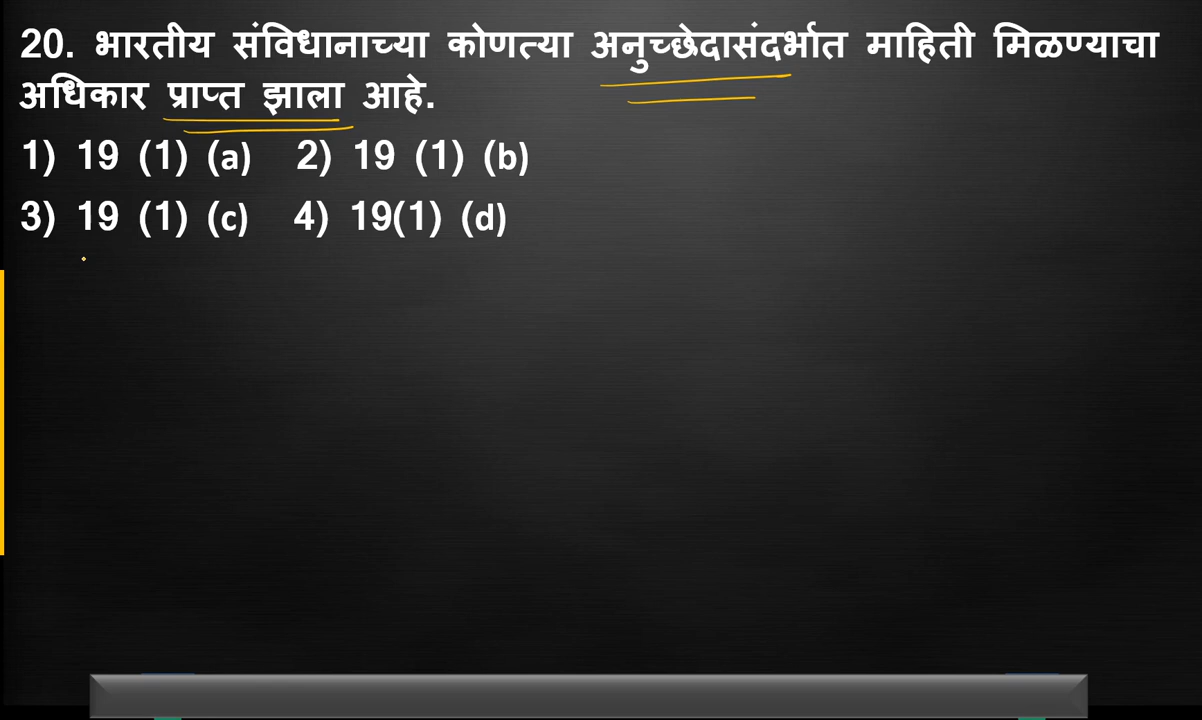 20. भारतीय संविधानाच्या कोणत्या अनुच्छेदासंदर्भात माहिती मिळण्याचा
अधिकार प्राप्त झाला आहे.
1) 19 (1) (a) 2) 19 (1) (b)
3) 19 (1) (c) 4) 19(1) (d)